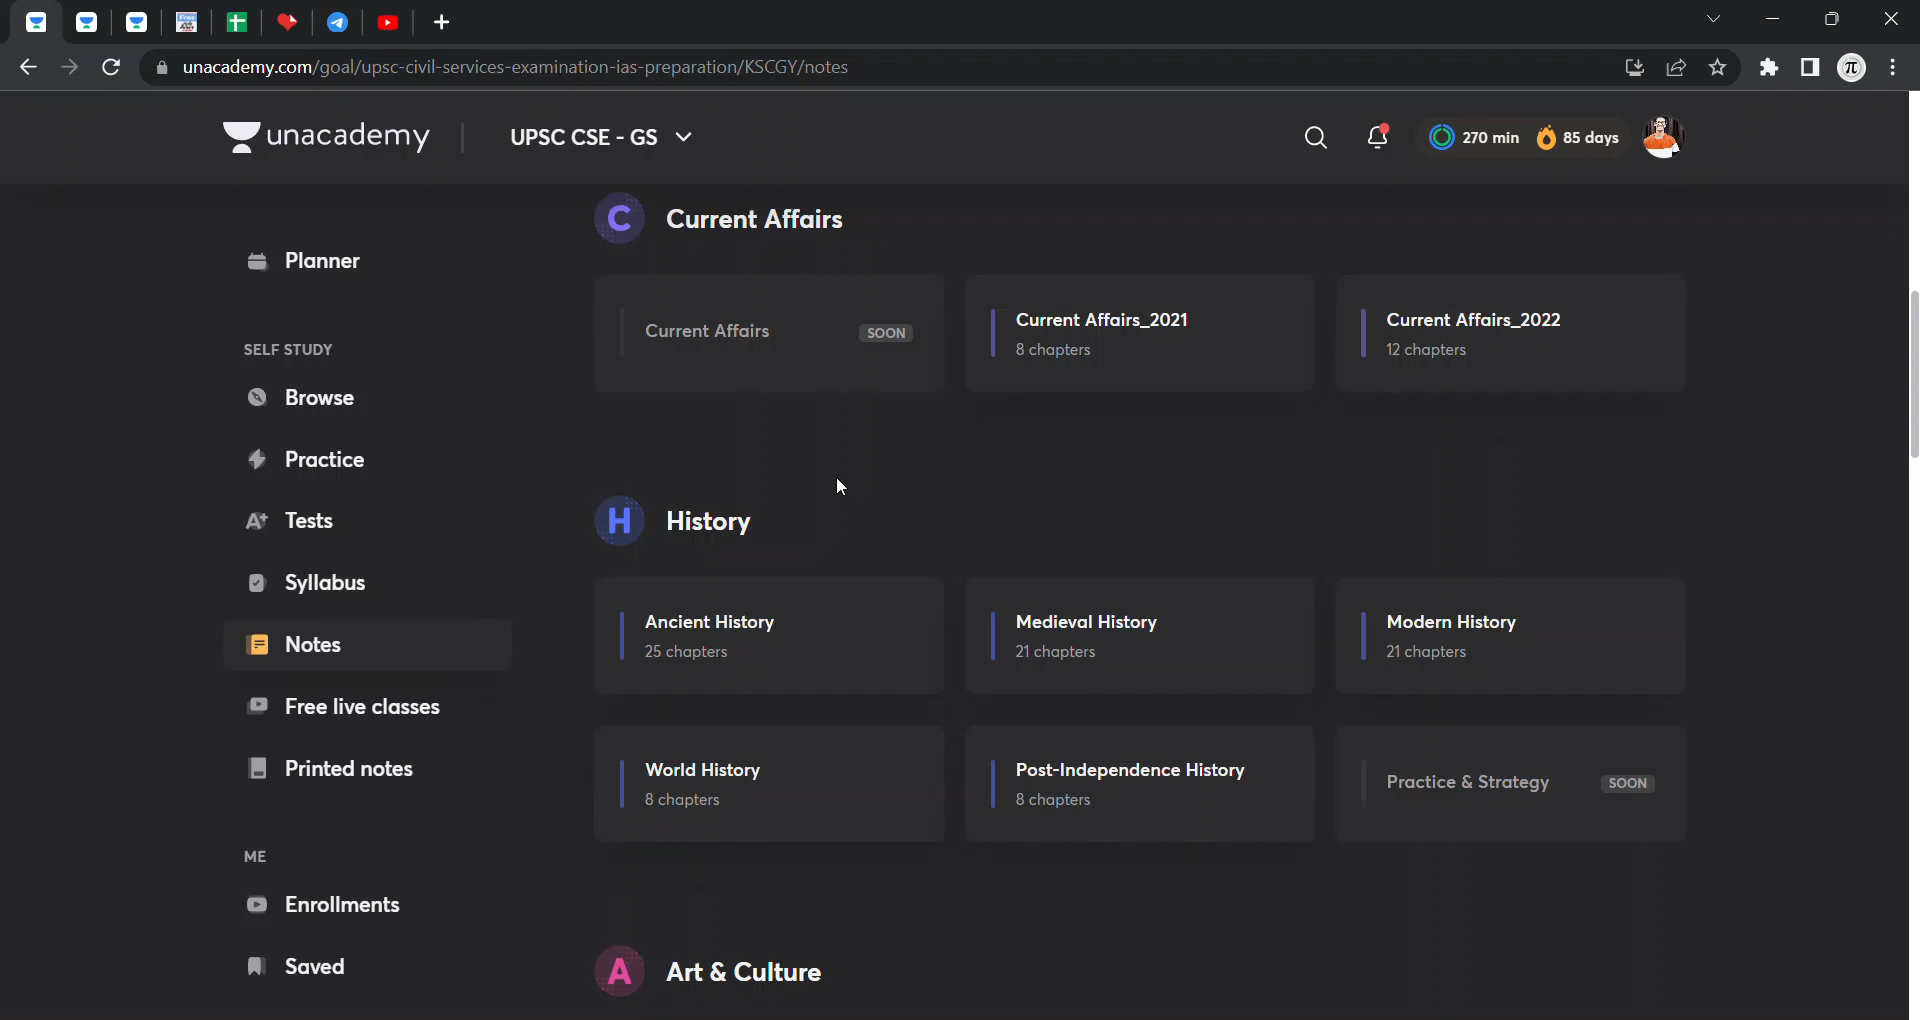 unacademy.com/goal/upsc-civil-services-examination-ias-preparation/KSCGY/notes
π
unacademy
UPSC CSE - GS
270 min
85 days
Planner
SELF STUDY
Browse
Practice
A+ Tests
Syllabus
Notes
Free live classes
Printed notes
ME
Enrollments
Saved
C Current Affairs
Current Affairs SOON
Current Affairs_2021
8 chapters
Current Affairs_2022
12 chapters
H History
Ancient History
25 chapters
Medieval History
21 chapters
Modern History
21 chapters
World History
8 chapters
Post-Independence History
8 chapters
Practice & Strategy SOON
A Art & Culture